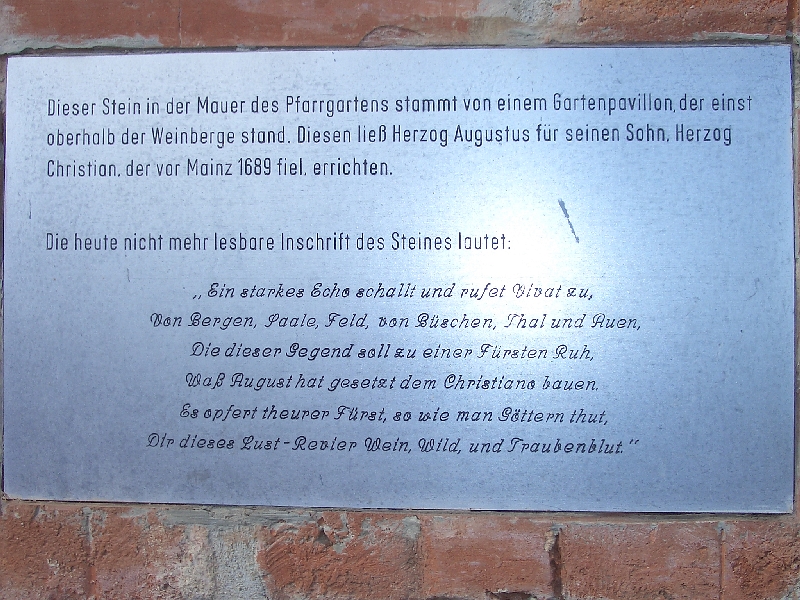 Dieser Stein in der Mauer des Pfarrgartens stammt von einem Gartenpavillon, der einst
oberhalb der Weinberge stand. Diesen ließ Herzog Augustus für seinen Sohn, Herzog
Christian, der vor Mainz 1689 fiel, errichten.
Die heute nicht mehr lesbare Inschrift des Steines lautet:
„Ein starkes Echo schallt und rufet Vivat zu,
Von Bergen, Saale, Feld, von Büschen, Thal und Auen,
Die dieser Gegend soll zu einer Fürsten Ruh,
Waß August hat gesetzt dem Christiano bauen.
Es opfert theurer Fürst, so wie man Göttern thut,
Dir dieses Lust-Revier Wein, Wild, und Traubenblut."